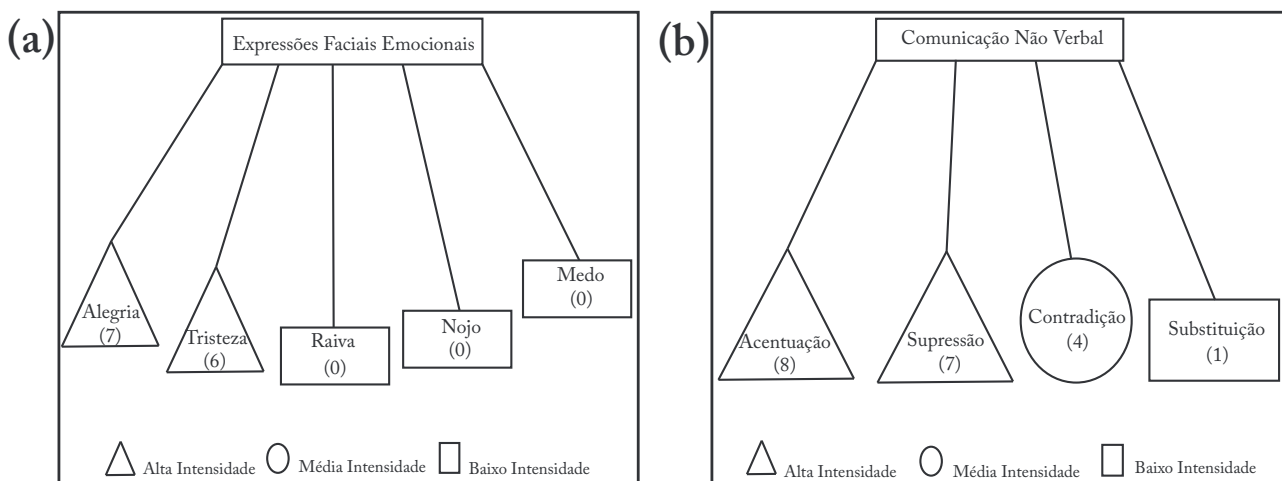 (a)
Expressões Faciais Emocionais
Alegria
(7)
Tristeza
(6)
Raiva
(0)
Nojo
(0)
Medo
(0)
Alta Intensidade
Média Intensidade
Baixo Intensidade
(b)
Comunicação Não Verbal
Acentuação
(8)
Supressão
(7)
Contradição
(4)
Substituição
(1)
Alta Intensidade
Média Intensidade
Baixo Intensidade